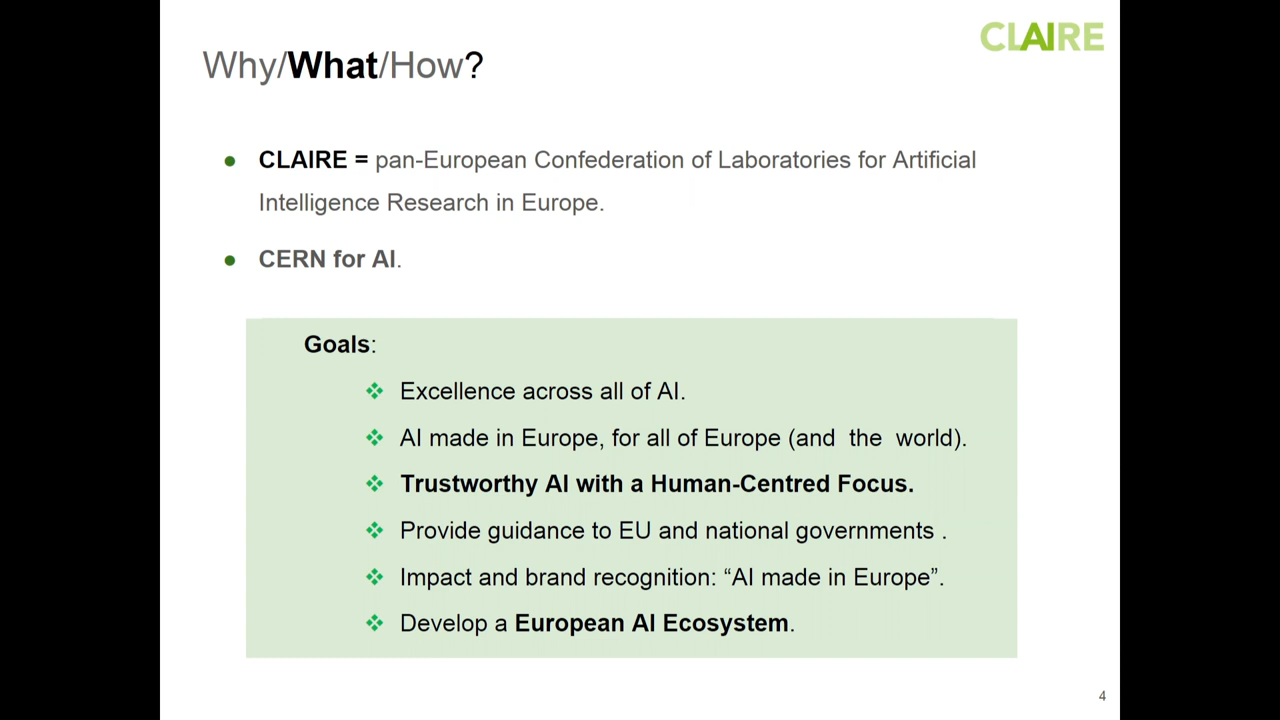 CLAIRE
Why/What/How?
● CLAIRE = pan-European Confederation of Laboratories for Artificial
Intelligence Research in Europe.
● CERN for AI.
Goals:
❖ Excellence across all of AI.
❖ AI made in Europe, for all of Europe (and the world).
❖ Trustworthy AI with a Human-Centred Focus.
❖ Provide guidance to EU and national governments .
❖ Impact and brand recognition: “AI made in Europe”.
❖ Develop a European AI Ecosystem.
4